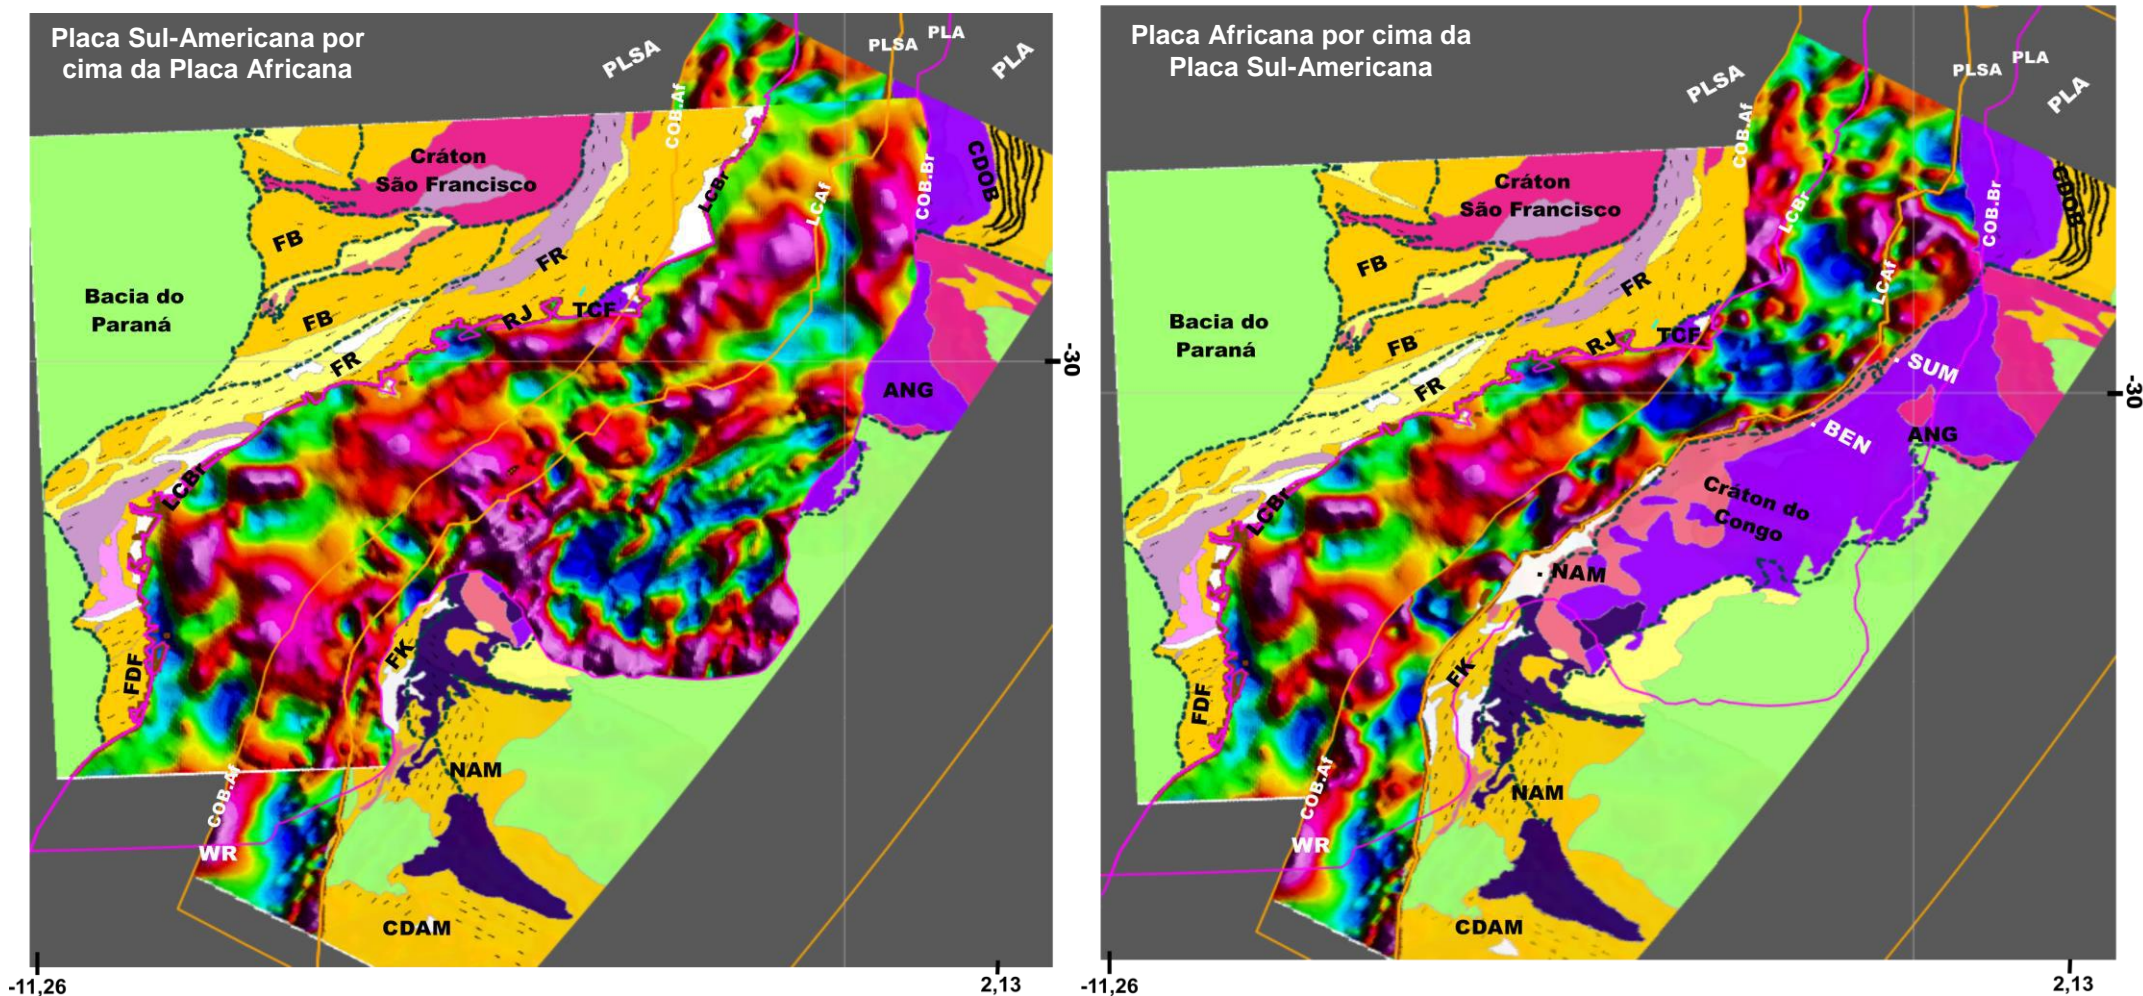 Placa Sul-Americana por
cima da Placa Africana
PLSA
PLSA
PLA
PLA
COB.Af
Cráton
São Francisco
LCBr
LCAf
COB.Br
CDOB
FB
FR
Bacia do
Paraná
FB
RJ
TCF
FR
ANG
-30
LCBr
FK
FDF
NAM
COB.Af
WR
CDAM
-11,26
2,13
Placa Africana por cima da
Placa Sul-Americana
PLSA
PLSA
PLA
PLA
COB.Af
Cráton
São Francisco
LCBr
COB.Br
CDOB
FB
FR
LCAf
Bacia do
Paraná
FB
RJ
TCF
FR
SUM
-30
BEN
ANG
LCBr
Cráton do
Congo
NAM
FK
FDF
NAM
COB.Af
WR
CDAM
-11,26
2,13